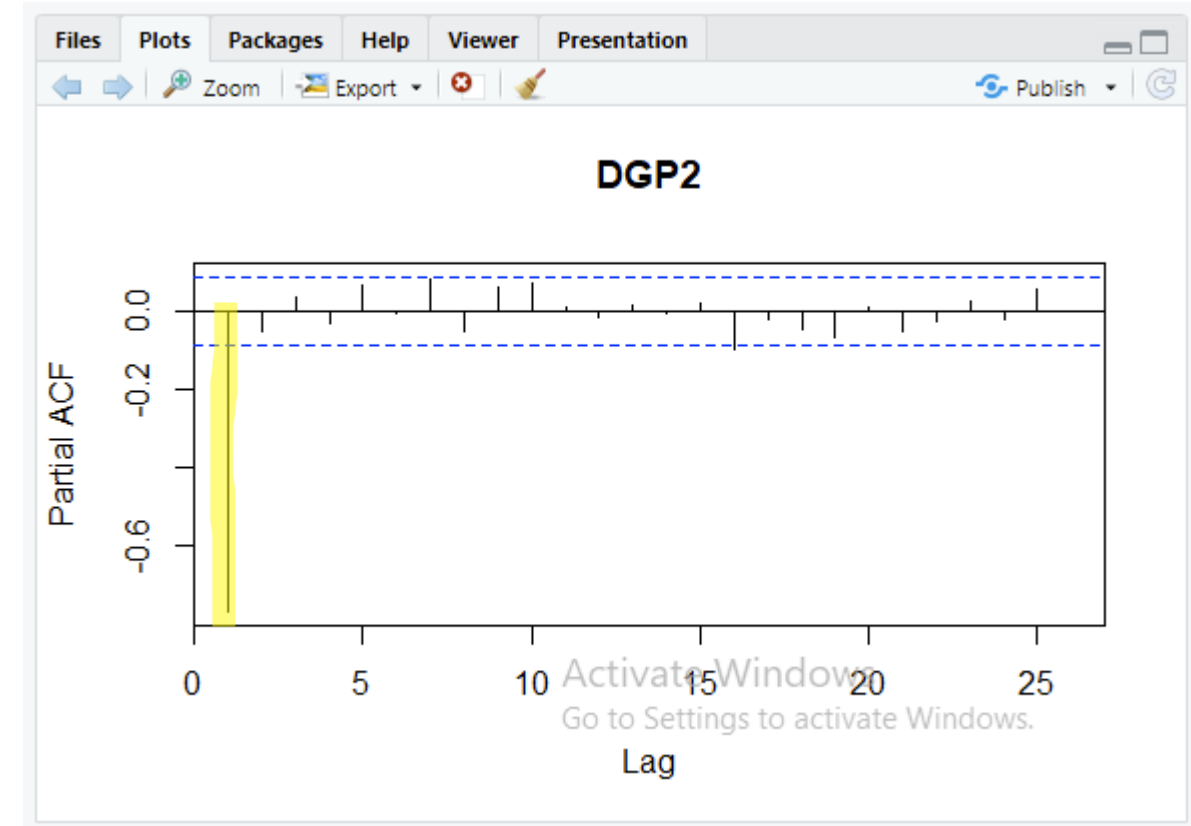 Files Plots Packages Help Viewer Presentation
Zoom Export Publish
DGP2
Partial ACF
0.0
-0.2
-0.6
0 5 10 15 20 25
Activate Windows
Go to Settings to activate Windows.
Lag